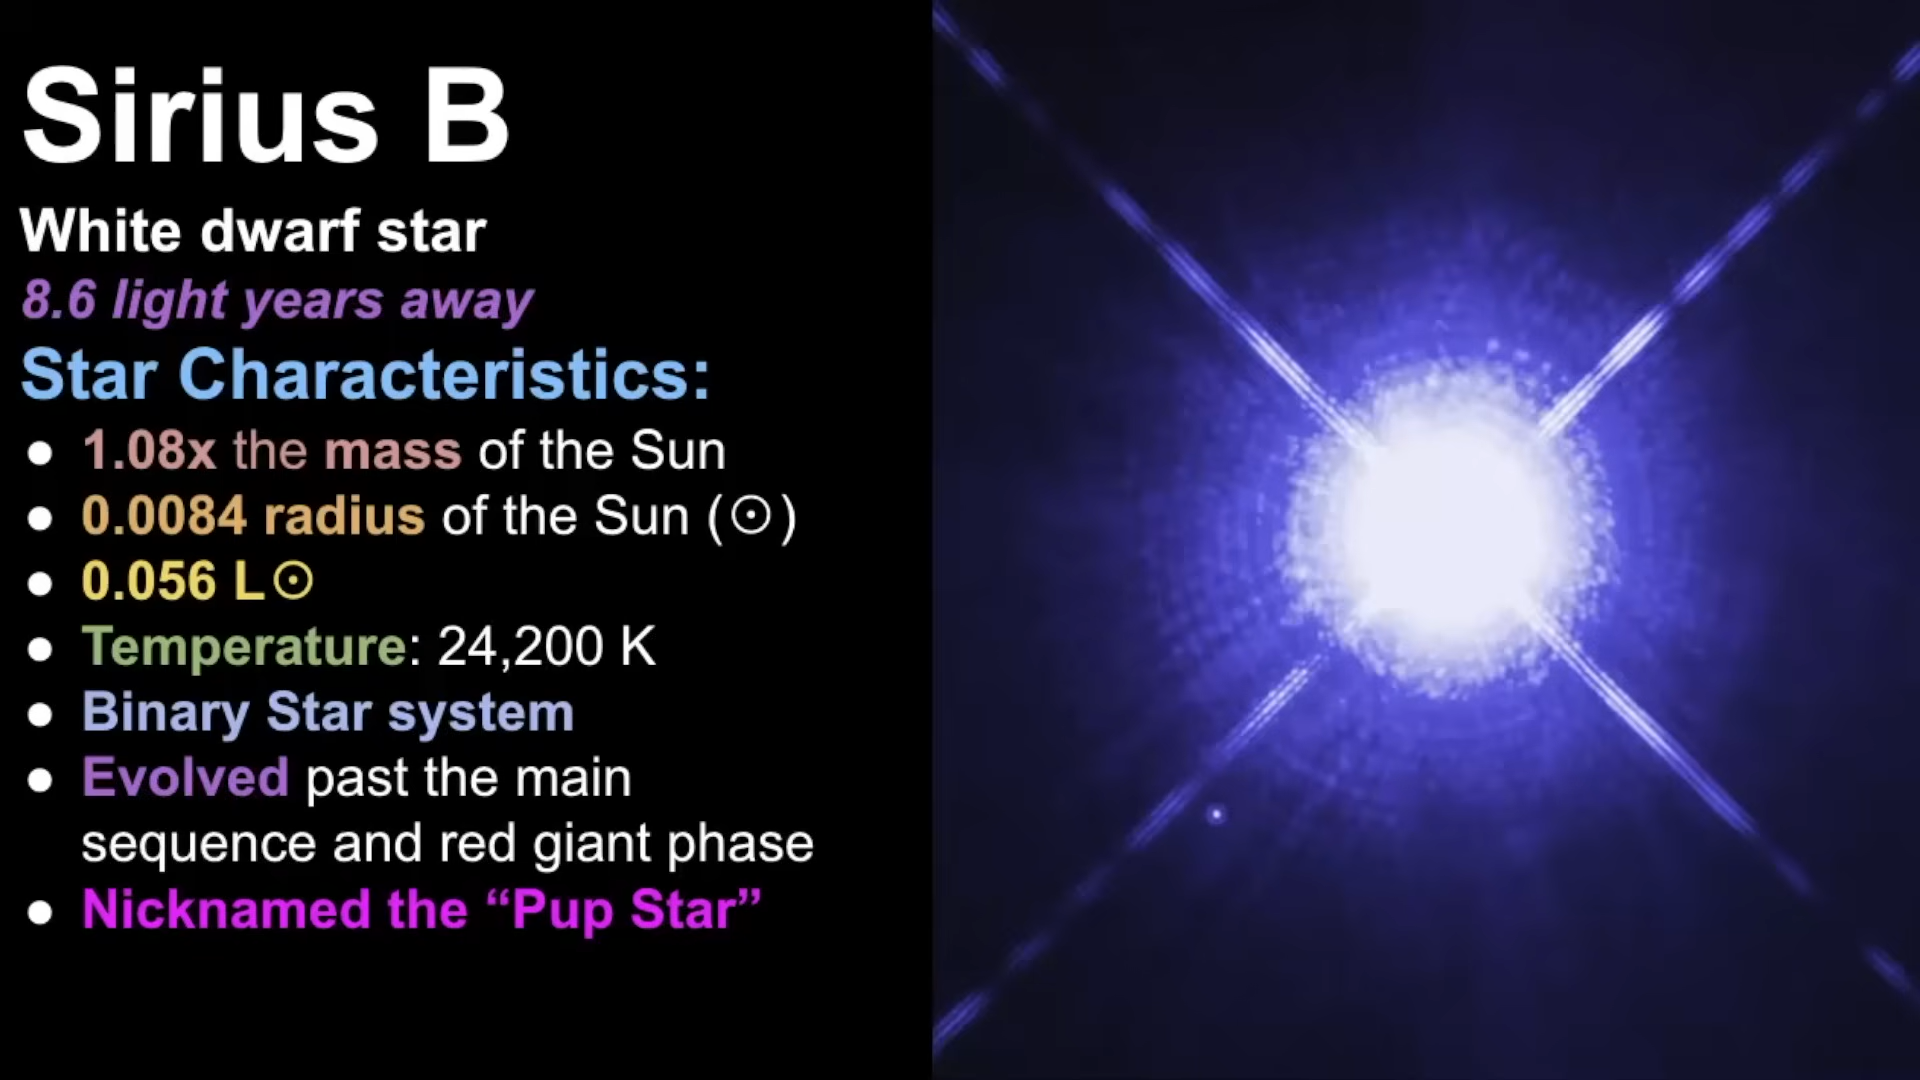 Sirius B
White dwarf star
8.6 light years away
Star Characteristics:
● 1.08x the mass of the Sun
● 0.0084 radius of the Sun (☉)
● 0.056 L☉
● Temperature: 24,200 K
● Binary Star system
● Evolved past the main
sequence and red giant phase
● Nicknamed the “Pup Star”